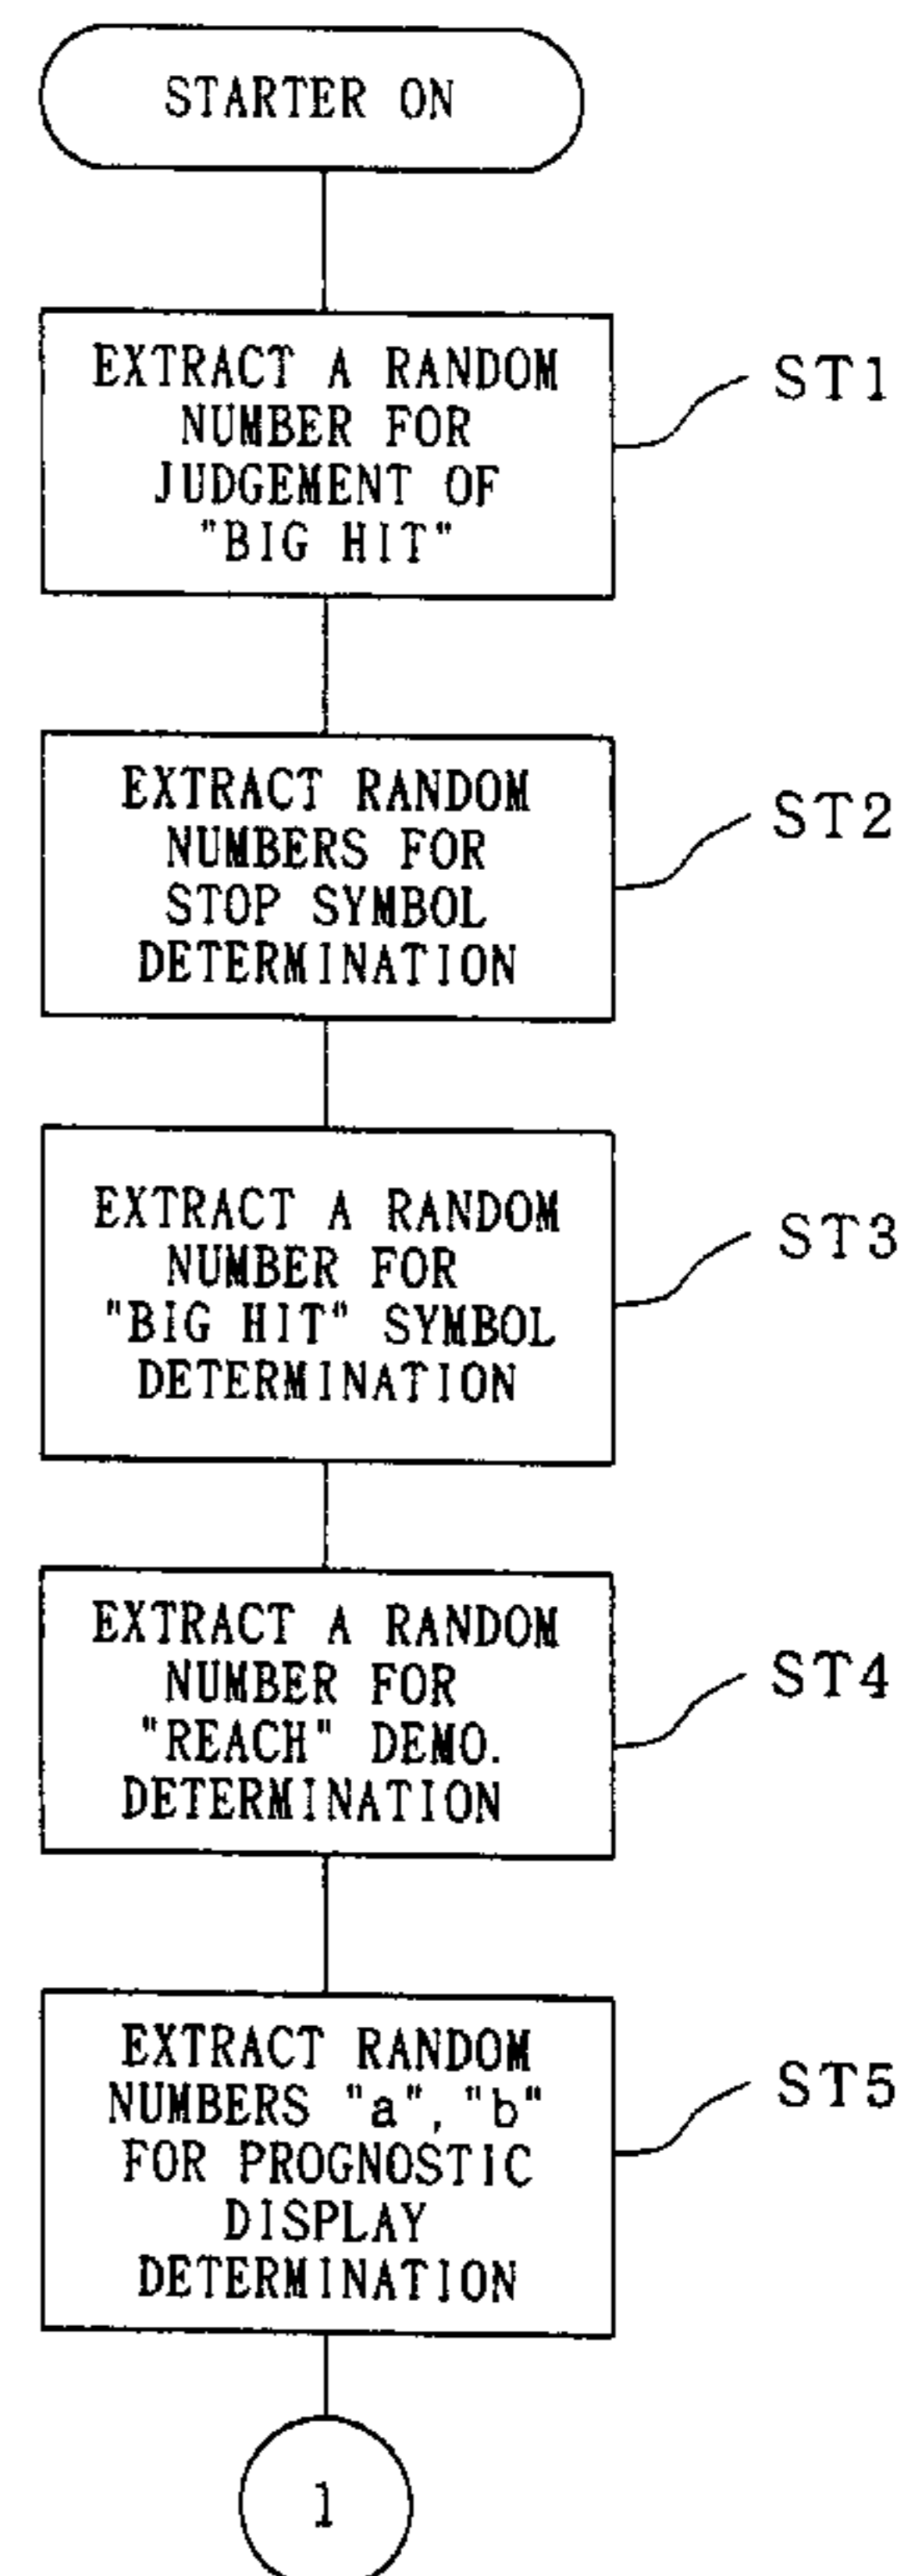 STARTER ON
EXTRACT A RANDOM
NUMBER FOR
JUDGEMENT OF
"BIG HIT"
ST1
EXTRACT RANDOM
NUMBERS FOR
STOP SYMBOL
DETERMINATION
ST2
EXTRACT A RANDOM
NUMBER FOR
"BIG HIT" SYMBOL
DETERMINATION
ST3
EXTRACT A RANDOM
NUMBER FOR
"REACH" DEMO.
DETERMINATION
ST4
EXTRACT RANDOM
NUMBERS "a", "b"
FOR PROGNOSTIC
DISPLAY
DETERMINATION
ST5
1